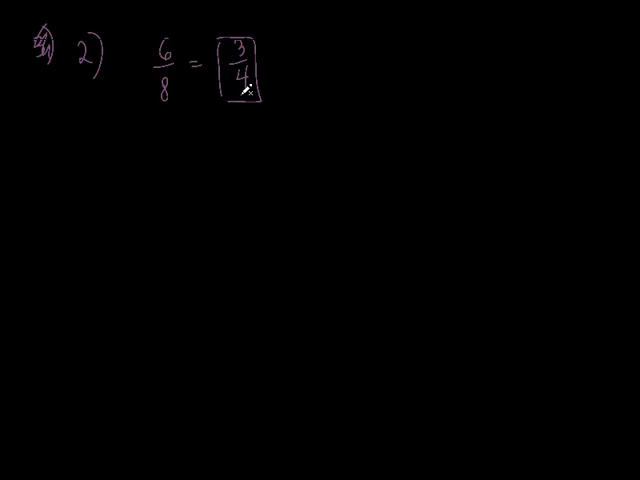 2) 6/8 = 3/4